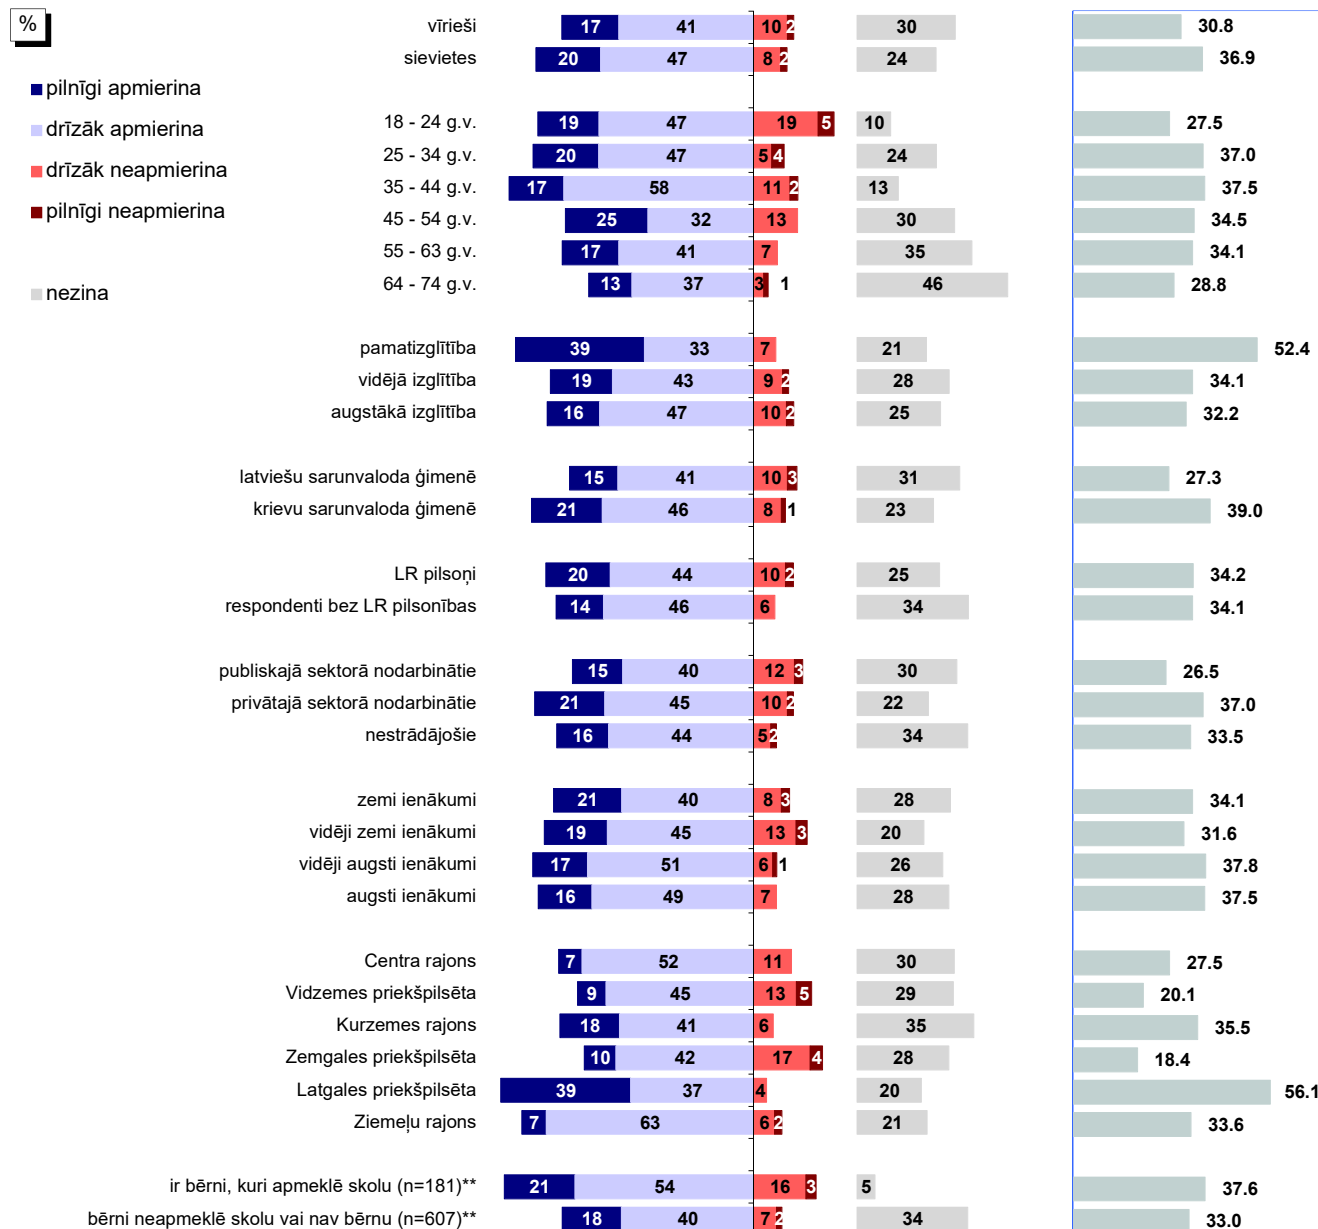 %
pilnīgi apmierina
drīzāk apmierina
drīzāk neapmierina
pilnīgi neapmierina
nezina
vīrieši 17 41 10 2 30 30.8
sievietes 20 47 8 2 24 36.9
18 - 24 g.v. 19 47 19 5 10 27.5
25 - 34 g.v. 20 47 5 4 24 37.0
35 - 44 g.v. 17 58 11 2 13 37.5
45 - 54 g.v. 25 32 13 30 34.5
55 - 63 g.v. 17 41 7 35 34.1
64 - 74 g.v. 13 37 3 1 46 28.8
pamatizglītība 39 33 7 21 52.4
vidējā izglītība 19 43 9 2 28 34.1
augstākā izglītība 16 47 10 2 25 32.2
latviešu sarunvaloda ģimenē 15 41 10 3 31 27.3
krievu sarunvaloda ģimenē 21 46 8 1 23 39.0
LR pilsoņi 20 44 10 2 25 34.2
respondenti bez LR pilsonības 14 46 6 34 34.1
publiskajā sektorā nodarbinātie 15 40 12 3 30 26.5
privātajā sektorā nodarbinātie 21 45 10 2 22 37.0
nestrādājošie 16 44 5 2 34 33.5
zemi ienākumi 21 40 8 3 28 34.1
vidēji zemi ienākumi 19 45 13 3 20 31.6
vidēji augsti ienākumi 17 51 6 1 26 37.8
augsti ienākumi 16 49 7 28 37.5
Centra rajons 7 52 11 30 27.5
Vidzemes priekšpilsēta 9 45 13 5 29 20.1
Kurzemes rajons 18 41 6 35 35.5
Zemgales priekšpilsēta 10 42 17 4 28 18.4
Latgales priekšpilsēta 39 37 4 20 56.1
Ziemeļu rajons 7 63 6 2 21 33.6
ir bērni, kuri apmeklē skolu (n=181)** 21 54 16 3 5 37.6
bērni neapmeklē skolu vai nav bērnu (n=607)** 18 40 7 2 34 33.0